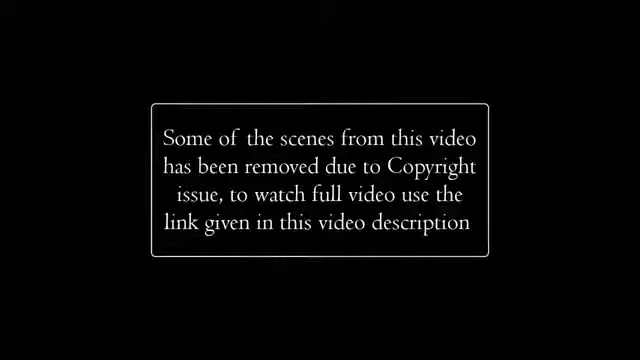 Some of the scenes from this video
has been removed due to Copyright
issue, to watch full video use the
link given in this video description